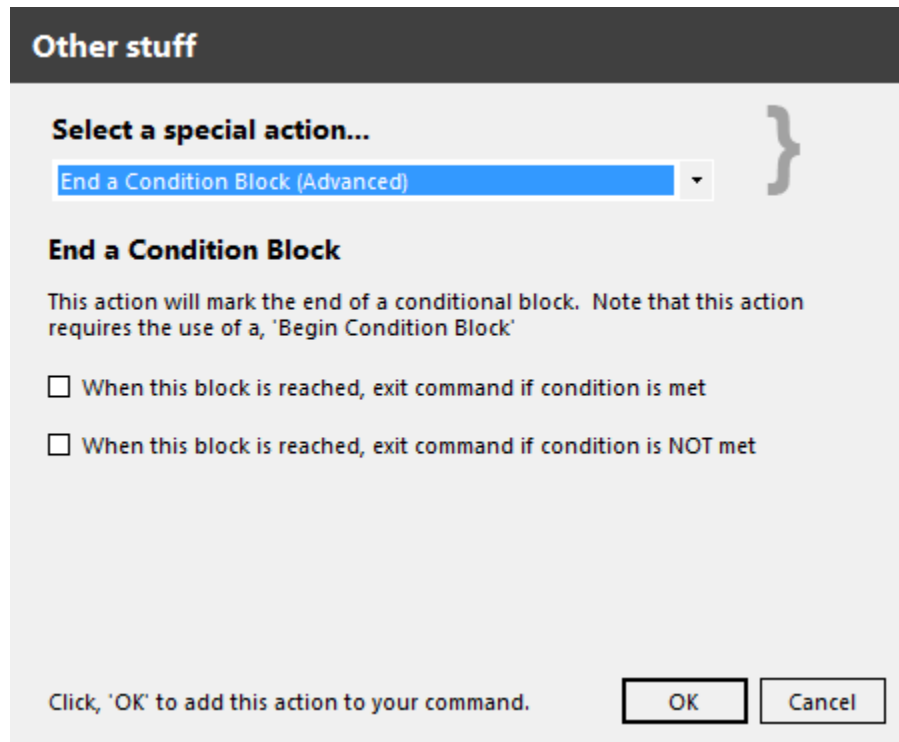 Other stuff
Select a special action...
}
End a Condition Block (Advanced)
End a Condition Block
This action will mark the end of a conditional block.  Note that this action
requires the use of a, 'Begin Condition Block'
When this block is reached, exit command if condition is met
When this block is reached, exit command if condition is NOT met
Click, 'OK' to add this action to your command.
OK
Cancel